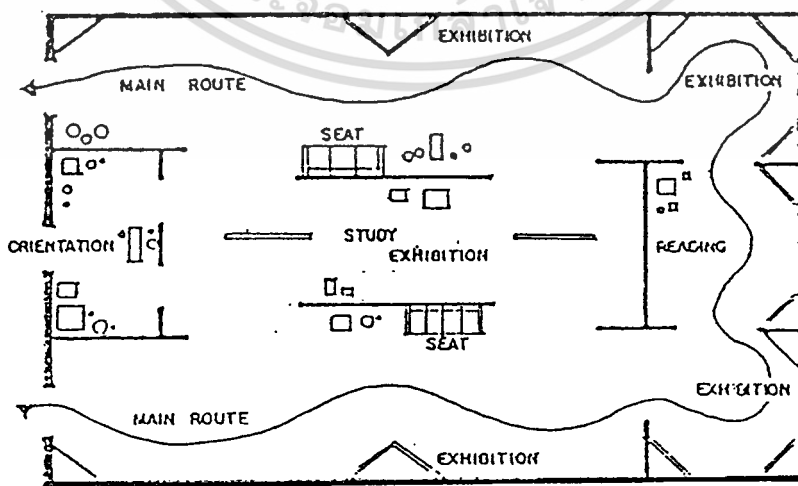 EXHIBITION
MAIN ROUTE
EXHIBITION
SEAT
ORIENTATION
STUDY
EXHIBITION
READING
SEAT
EXHIBITION
MAIN ROUTE
EXHIBITION